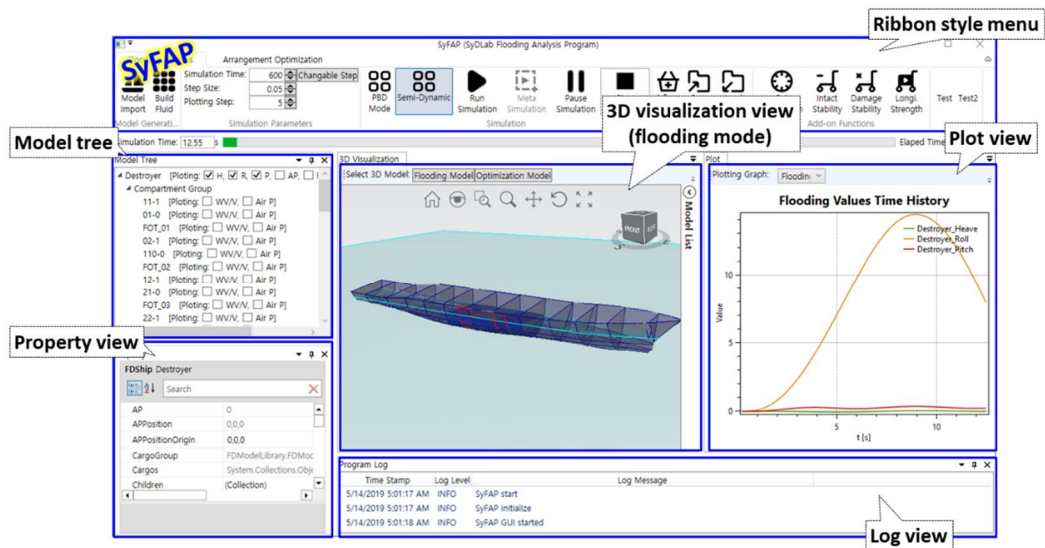 Ribbon style menu
SyFAP (SyDLab Flooding Analysis Program)
SyFAP
Arrangement Optimization
Simulation Time: 600 Changable Step
Step Size: 0.05
Plotting Step: 5
Model Import
Build Fluid
PBD Mode
Semi-Dynamic
Run Simulation
Meta Simulation
Pause Simulation
Intact Stability
Damage Stability
Longi. Strength
Test Test2
Model Generati...
Simulation Parameters
Simulation
Add-on Functions
3D visualization view
(flooding mode)
Model tree
Plot view
Simulation Time: 12.55 s
Elaped Time
Model Tree
Destroyer [Ploting: H, R, P, AP,
Compartment Group
11-1 [Ploting: WV/V, Air P]
01-0 [Ploting: WV/V, Air P]
FOT_01 [Ploting: WV/V, Air P]
02-1 [Ploting: WV/V, Air P]
110-0 [Ploting: WV/V, Air P]
FOT_02 [Ploting: WV/V, Air P]
12-1 [Ploting: WV/V, Air P]
21-0 [Ploting: WV/V, Air P]
FOT_03 [Ploting: WV/V, Air P]
22-1 [Ploting: WV/V, Air P]
3D Visualization
Select 3D Model: Flooding Model Optimization Model
Model List
FRONT
Plot
Plotting Graph: Floodin
Flooding Values Time History
Destroyer_Heave
Destroyer_Roll
Destroyer_Pitch
Value
10
5
0
5
10
t [s]
Property view
FDShip Destroyer
Search
AP 0
APPosition 0,0,0
APPositionOrigin 0,0,0
CargoGroup FDModelLibrary.FDMoc
Cargos System.Collections.Obje
Children (Collection)
Program Log
Time Stamp Log Level Log Message
5/14/2019 5:01:17 AM INFO SyFAP start
5/14/2019 5:01:17 AM INFO SyFAP initialize
5/14/2019 5:01:18 AM INFO SyFAP GUI started
Log view